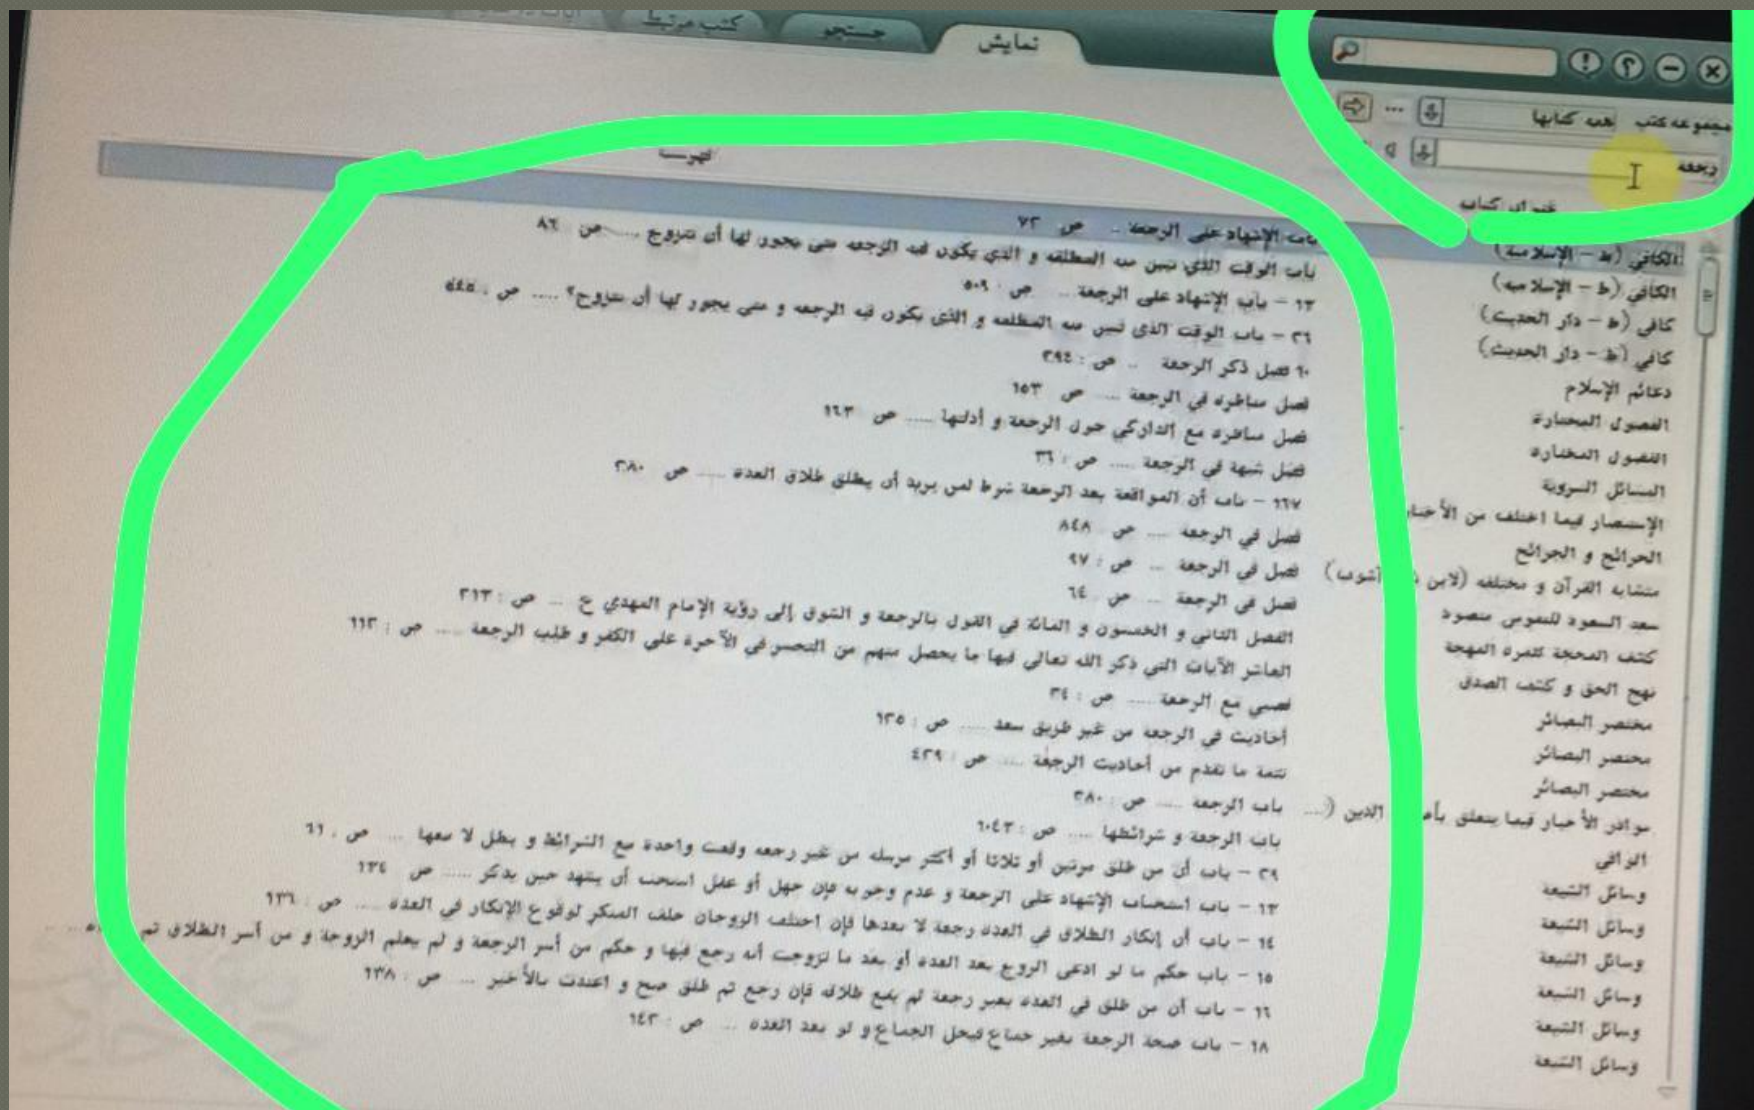 نمایش
جستجو
کتب مرتبط
مجموعه کتب همه کتابها
رجعة
عنوان کتاب
فهرست
الكافي (ط - الإسلامية) باب الإشهاد على الرجعة .. ص ٧٣
الكافي (ط - الإسلامية) باب الوقت الذي تبين منه المطلقة و الذي يكون فيه الرجعة متى يجوز لها أن تتزوج ..... ص ٨٦
كافي (ط - دار الحديث) ١٣ - باب الإشهاد على الرجعة ... ص : ٥٠٩
كافي (ط - دار الحديث) ٢٦ - باب الوقت الذي تبين منه المطلقة و الذي يكون فيه الرجعة و متى يجوز لها أن تتزوج؟ ..... ص :
دعائم الإسلام ٦٠ فصل ذكر الرجعة .. ص : ٢٩٤
الفصول المختارة فصل مناظرة في الرجعة .... ص ١٥٣
الفصول المختارة فصل مناظرة مع الداركي حول الرجعة و أدلتها ..... ص ١٦٣
المسائل السروية فصل شبهة في الرجعة ..... ص : ٣٦
الإستبصار فيما اختلف من الأخبار ١٦٧ - باب أن المواقعة بعد الرجعة شرط لمن يريد أن يطلق طلاق العدة ..... ص ٢٨٠
الخرائج و الجرائح فصل في الرجعة .... ص ٨٤٨
متشابه القرآن و مختلفه (لابن آشوب) فصل في الرجعة ... ص : ٩٧
سعد السعود للنفوس منضود فصل في الرجعة .... ص ٦٤
كشف المحجة لثمرة المهجة الفصل الثاني و الخمسون و المائة في القول بالرجعة و الشوق إلى رؤية الإمام المهدي ع ... ص : ٢١٣
نهج الحق و كشف الصدق العاشر الآيات التي ذكر الله تعالى فيها ما يحصل منهم من التحسر في الآخرة على الكفر و طلب الرجعة ..... ص : ١١٣
مختصر البصائر قصتي مع الرجعة ..... ص : ٣٤
مختصر البصائر أحاديث في الرجعة من غير طريق سعد ..... ص : ١٣٥
مختصر البصائر تتمة ما تقدم من أحاديث الرجعة .... ص : ٤٣٩
نوادر الأخبار فيما يتعلق بأ الدين (.... باب الرجعة ..... ص : ٢٨٠
الوافي باب الرجعة و شرائطها ..... ص : ١٠٤٣
وسائل الشيعة ٢٩ - باب أن من طلق مرتين أو ثلاثا أو أكثر مرسلة من غير رجعة وقعت واحدة مع الشرائط و بطل لا معها ... ص : ٦١
وسائل الشيعة ١٣ - باب استحباب الإشهاد على الرجعة و عدم وجوبه فإن جهل أو غفل استحب أن يشهد حين يذكر ..... ص ١٣٤
وسائل الشيعة ١٤ - باب أن إنكار الطلاق في العدة رجعة لا بعدها فإن اختلف الزوجان حلف المنكر لوقوع الإنكار في العدة ..... ص : ١٣٦
وسائل الشيعة ١٥ - باب حكم ما لو ادعى الزوج بعد العدة أو بعد ما تزوجت أنه رجع فيها و حكم من أسر الرجعة و لم يعلم الزوجة و من أسر الطلاق ثم
وسائل الشيعة ١٦ - باب أن من طلق في العدة بغير رجعة لم يقع طلاقه فإن رجع ثم طلق صح و اعتدت بالأخير ... ص : ١٣٨
وسائل الشيعة ١٨ - باب صحة الرجعة بغير جماع فيحل الجماع و لو بعد العدة ... ص : ١٤٣